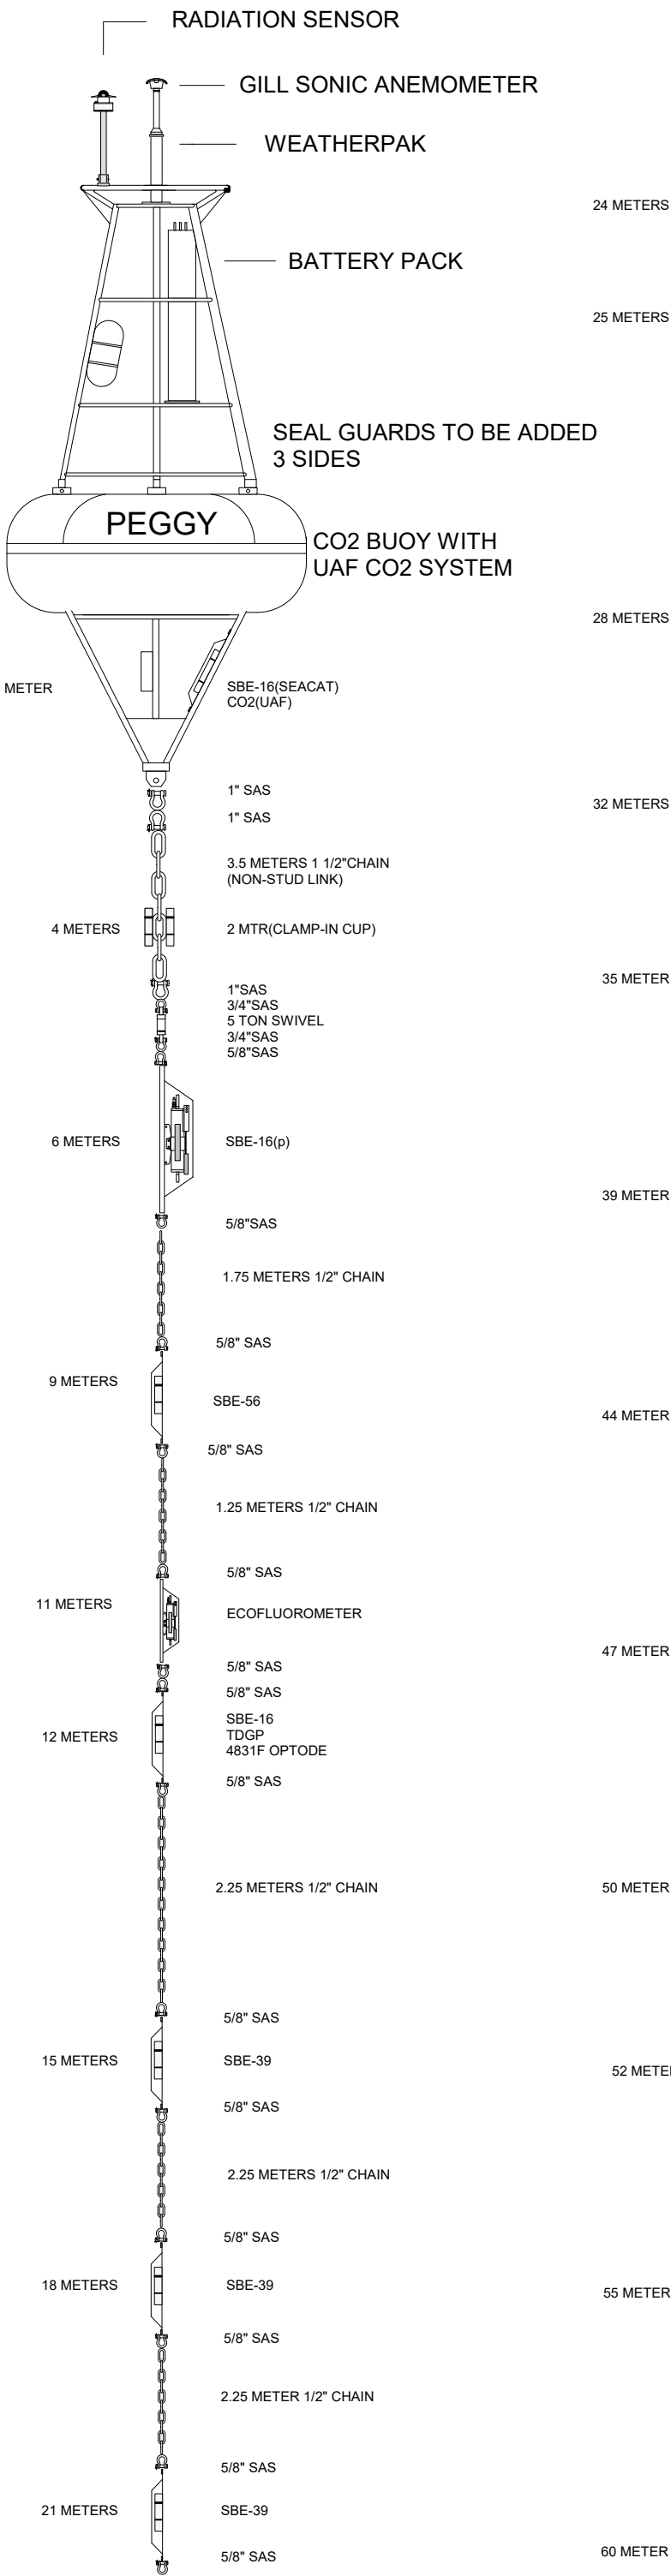 RADIATION SENSOR
GILL SONIC ANEMOMETER
WEATHERPAK
BATTERY PACK
SEAL GUARDS TO BE ADDED
3 SIDES
PEGGY
CO2 BUOY WITH
UAF CO2 SYSTEM
METER
SBE-16(SEACAT)
CO2(UAF)
1" SAS
1" SAS
3.5 METERS 1 1/2"CHAIN
(NON-STUD LINK)
4 METERS
2 MTR(CLAMP-IN CUP)
1"SAS
3/4"SAS
5 TON SWIVEL
3/4"SAS
5/8"SAS
6 METERS
SBE-16(p)
5/8"SAS
1.75 METERS 1/2" CHAIN
5/8" SAS
9 METERS
SBE-56
5/8" SAS
1.25 METERS 1/2" CHAIN
5/8" SAS
11 METERS
ECOFLUOROMETER
5/8" SAS
5/8" SAS
12 METERS
SBE-16
TDGP
4831F OPTODE
5/8" SAS
2.25 METERS 1/2" CHAIN
5/8" SAS
15 METERS
SBE-39
5/8" SAS
2.25 METERS 1/2" CHAIN
5/8" SAS
18 METERS
SBE-39
5/8" SAS
2.25 METER 1/2" CHAIN
5/8" SAS
21 METERS
SBE-39
5/8" SAS
24 METERS
25 METERS
28 METERS
32 METERS
35 METER
39 METER
44 METER
47 METER
50 METER
52 METE
55 METER
60 METER